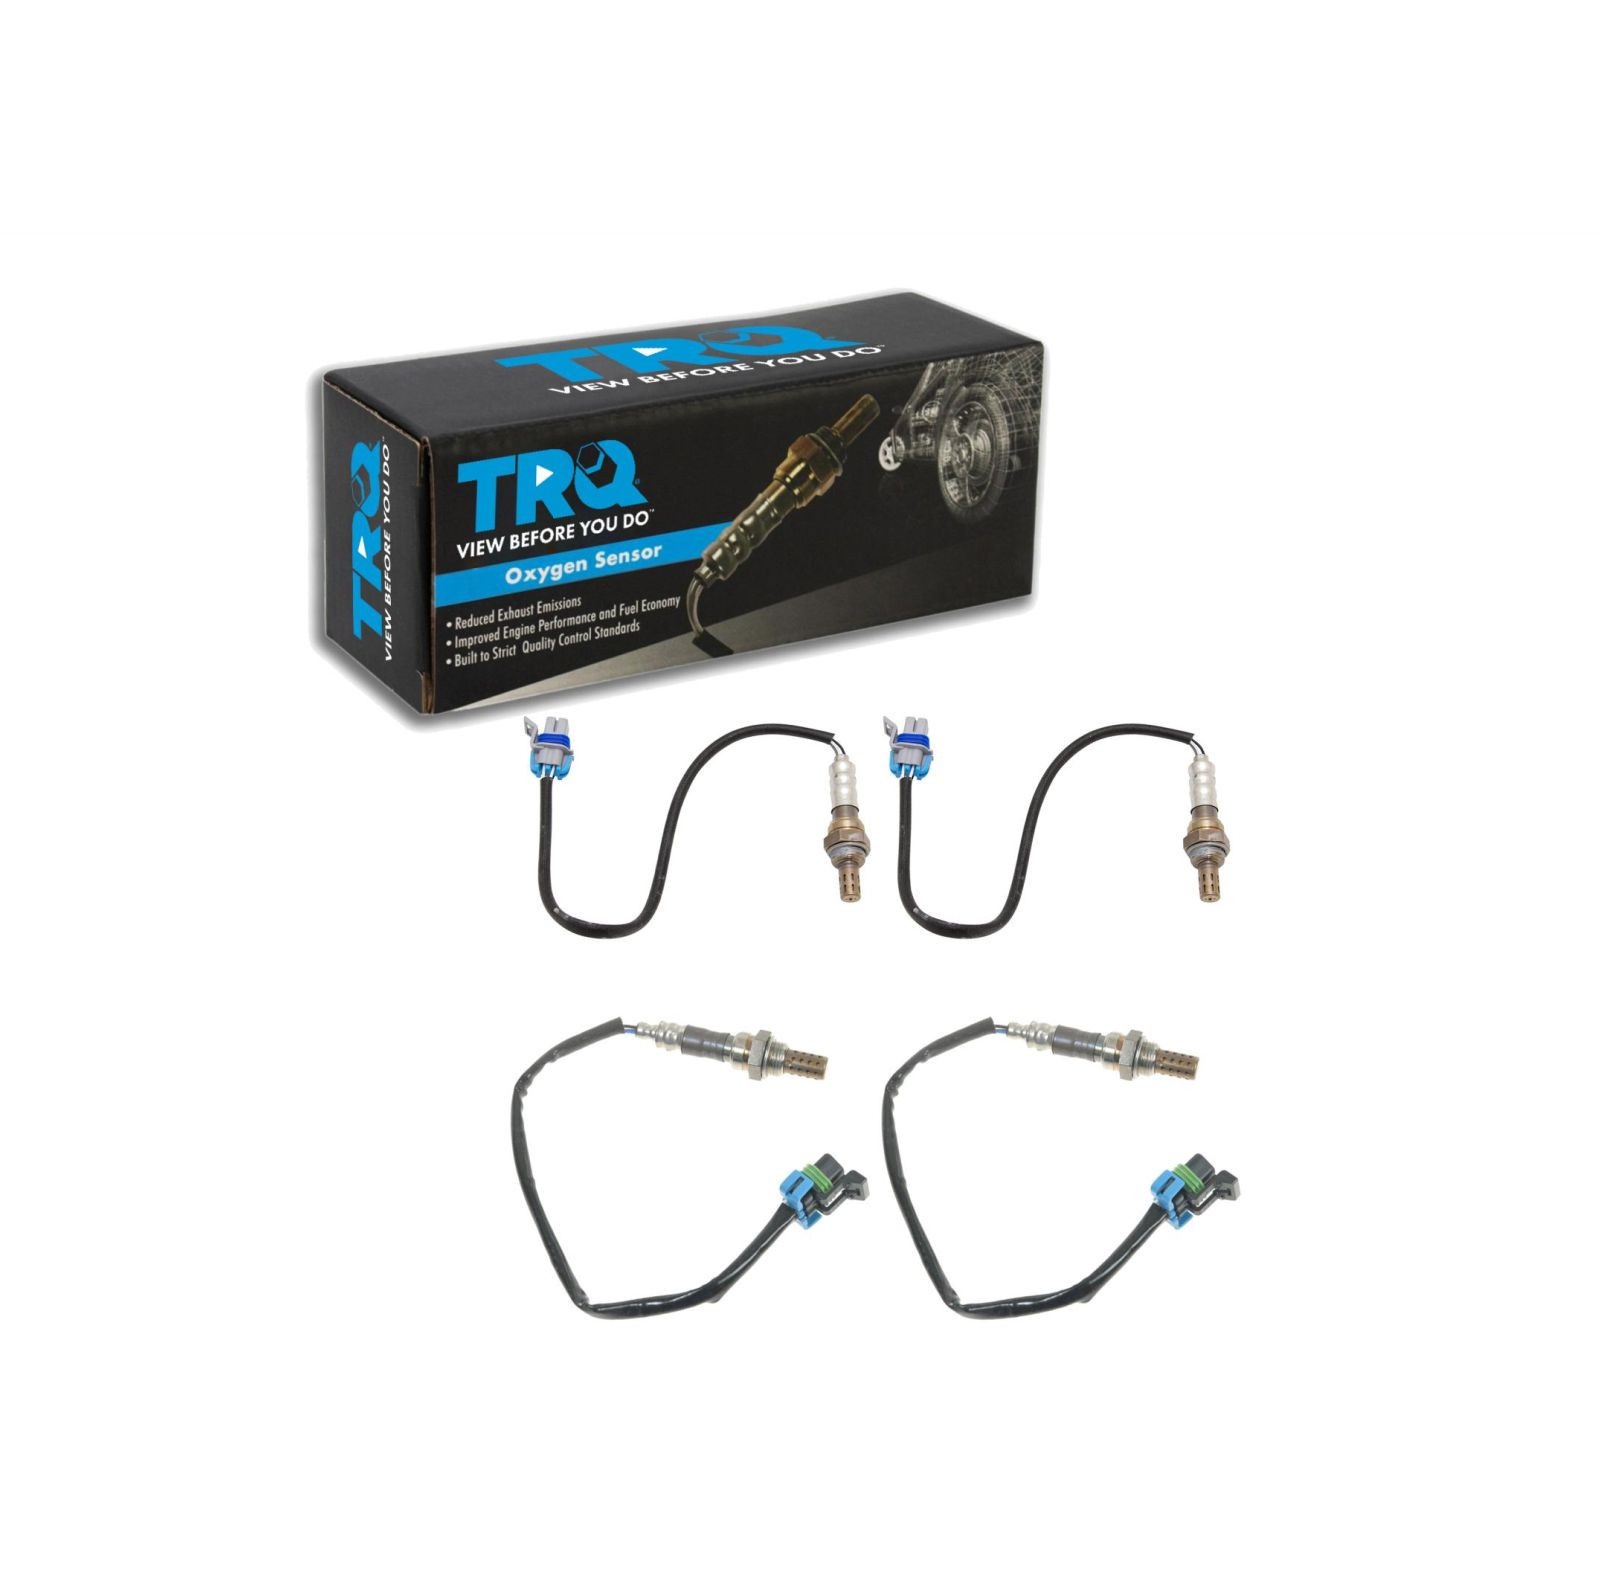 TRQ
VIEW BEFORE YOU DO™
TRQ
VIEW BEFORE YOU DO
TRQ®
VIEW BEFORE YOU DO™
Oxygen Sensor
• Reduced Exhaust Emissions
• Improved Engine Performance and Fuel Economy
• Built to Strict Quality Control Standards